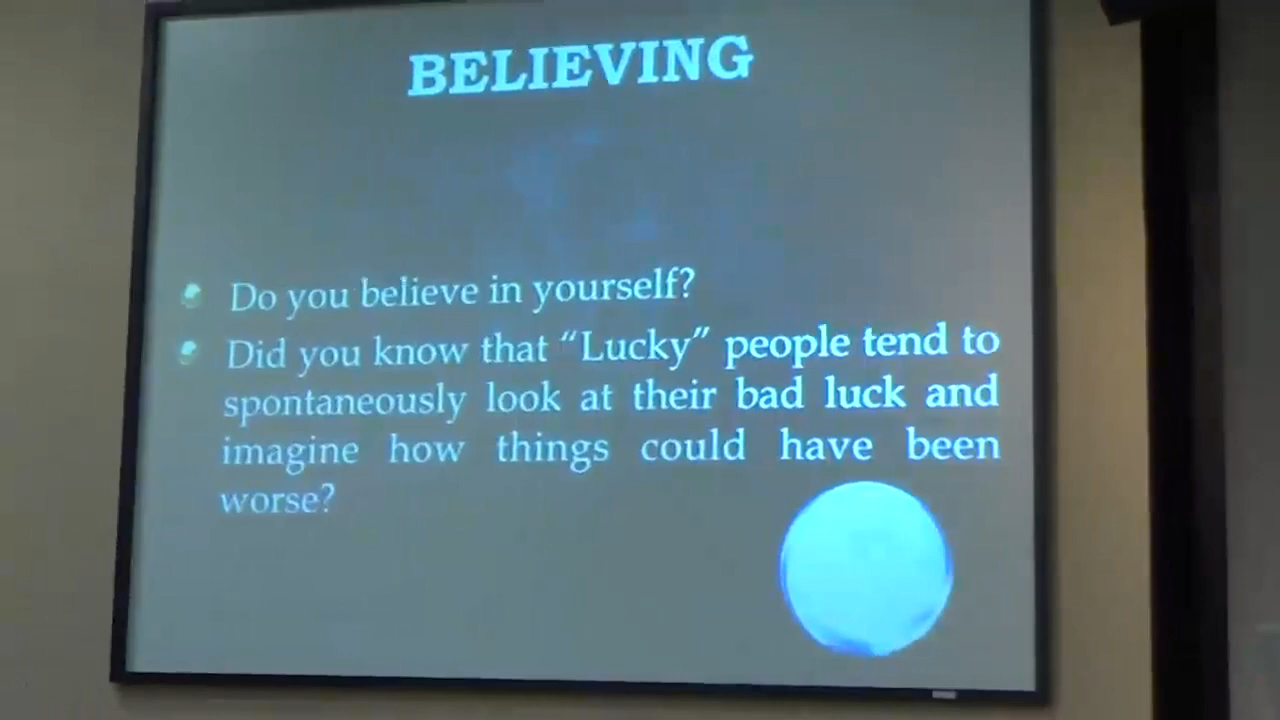 BELIEVING
Do you believe in yourself?
Did you know that “Lucky” people tend to
spontaneously look at their bad luck and
imagine how things could have been
worse?